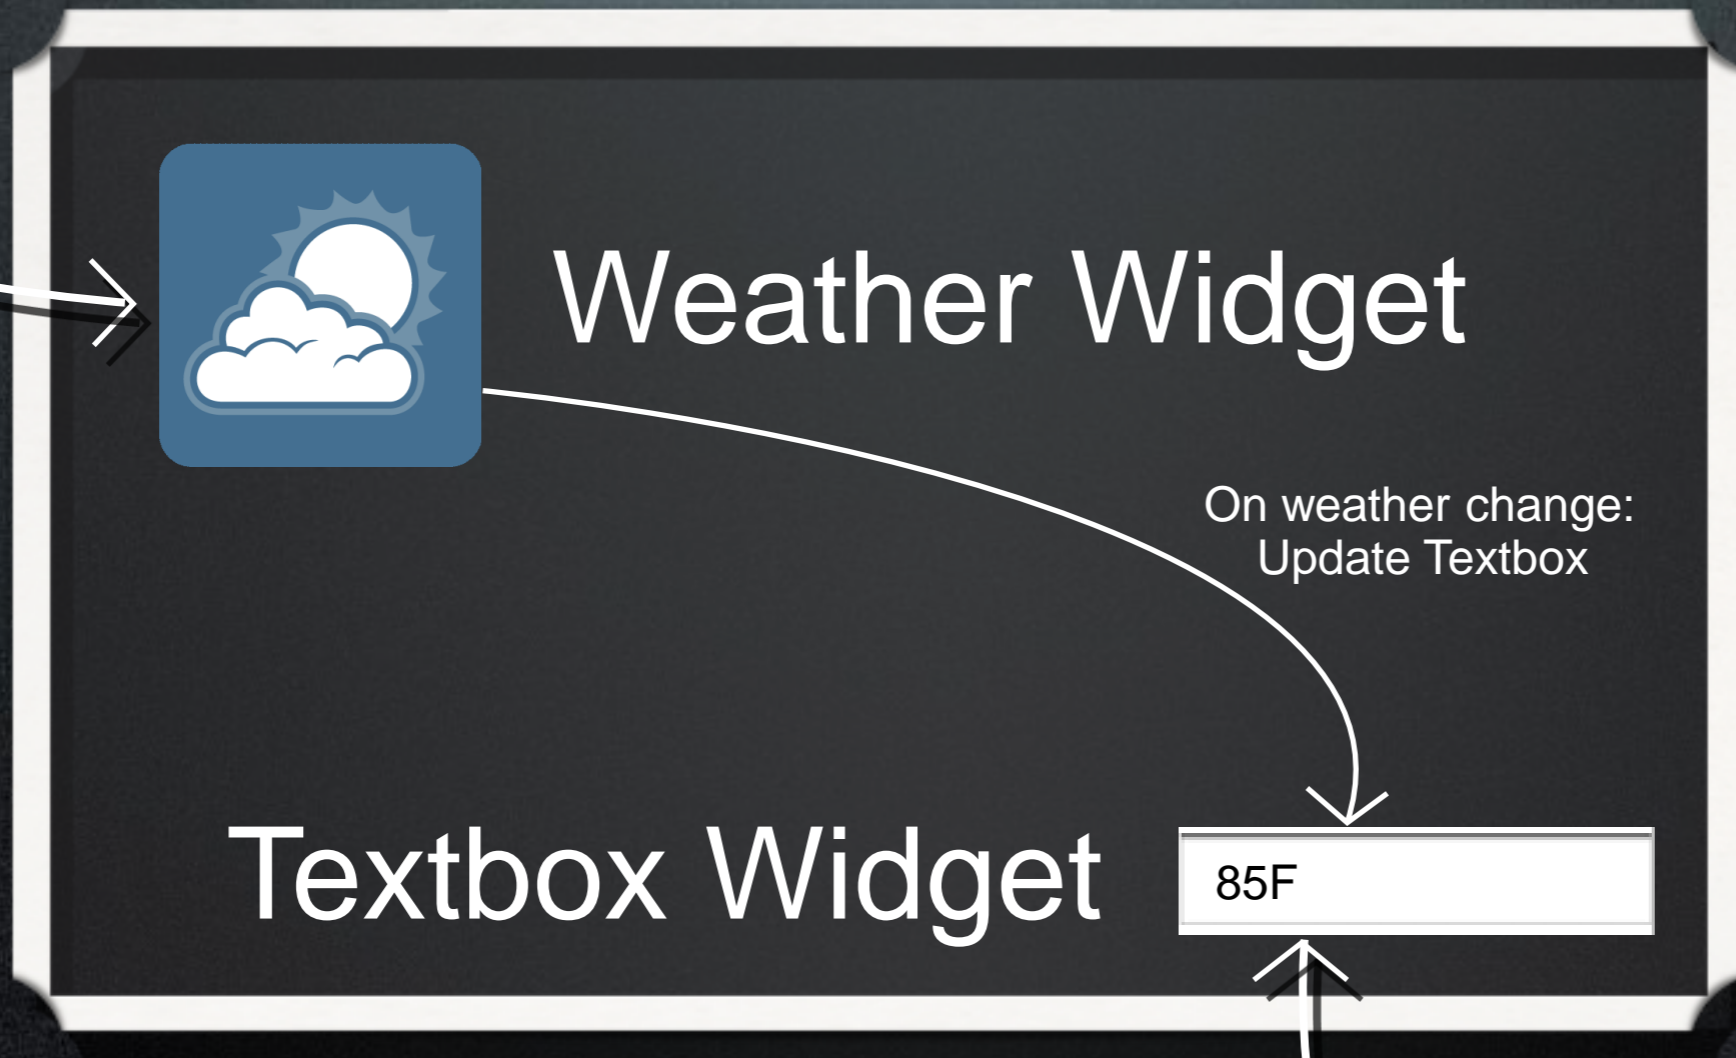 Weather Widget
On weather change:
Update Textbox
Textbox Widget
85F